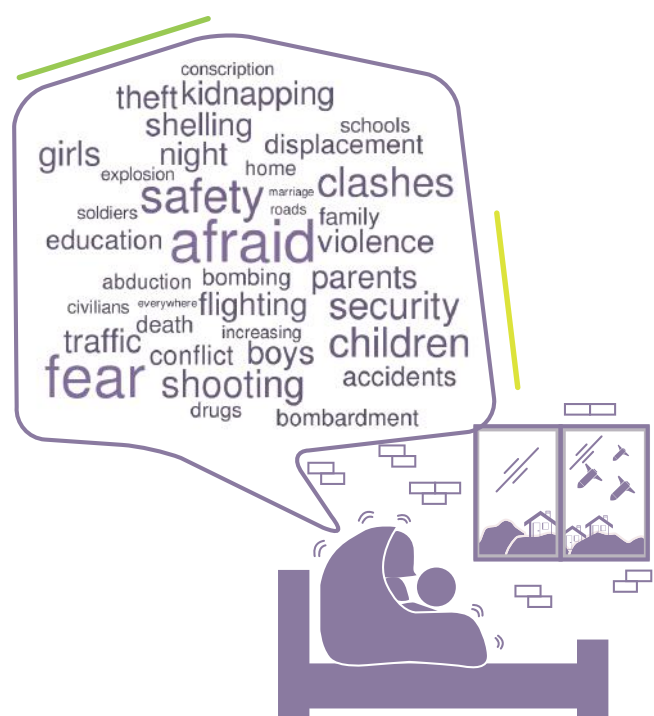 conscription
theft kidnapping
shelling schools
girls night displacement
explosion home
safety marriage clashes
soldiers roads family
education afraid violence
abduction bombing parents
civilians everywhere flighting security
death increasing
traffic conflict boys children
fear shooting accidents
drugs bombardment